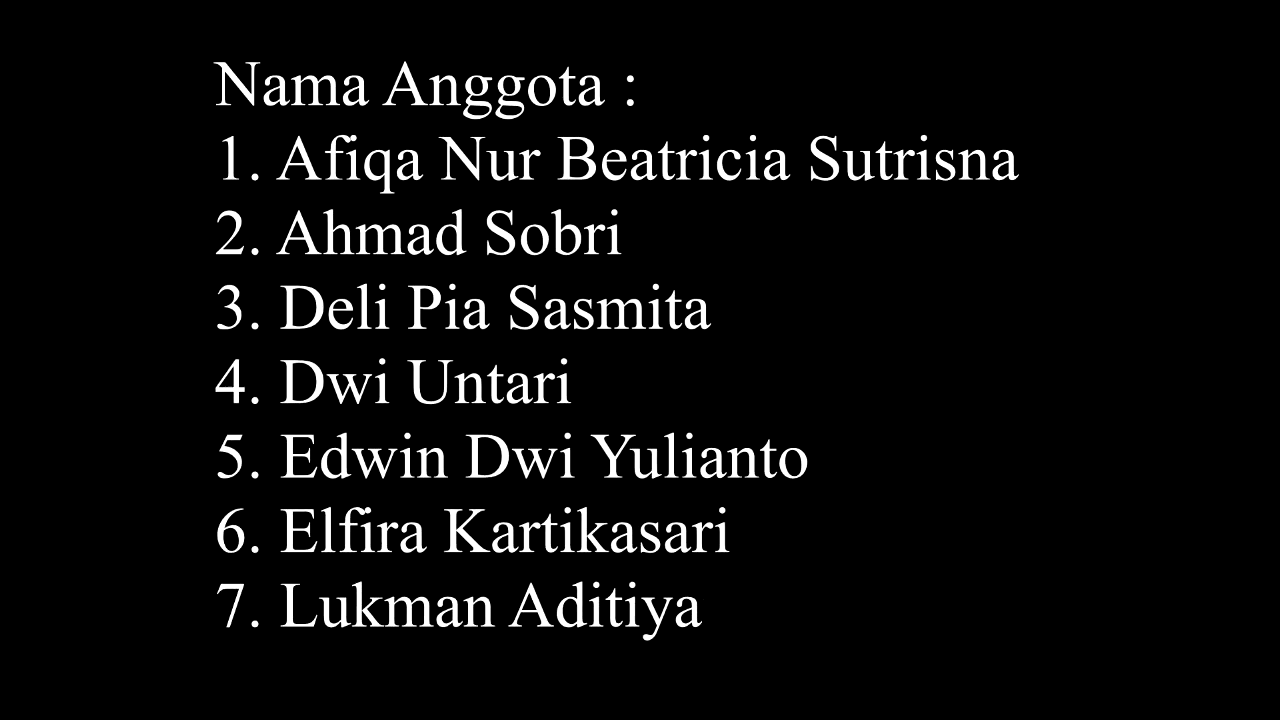 Nama Anggota :
1. Afiqa Nur Beatricia Sutrisna
2. Ahmad Sobri
3. Deli Pia Sasmita
4. Dwi Untari
5. Edwin Dwi Yulianto
6. Elfira Kartikasari
7. Lukman Aditiya